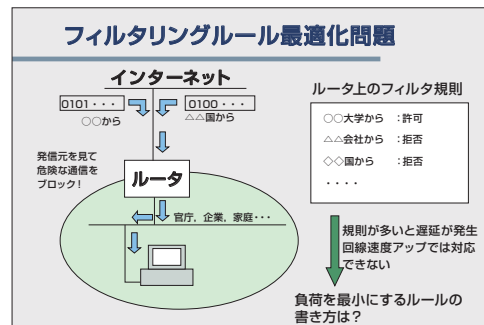 フィルタリングルール最適化問題
インターネット
0101・・・
○○から
0100・・・
△△国から
発信元を見て
危険な通信を
ブロック！
ルータ
官庁，企業，家庭・・・
ルータ上のフィルタ規則
○○大学から ：許可
△△会社から ：拒否
◇◇国から ：拒否
・・・・
規則が多いと遅延が発生
回線速度アップでは対応
できない
負荷を最小にするルールの
書き方は？